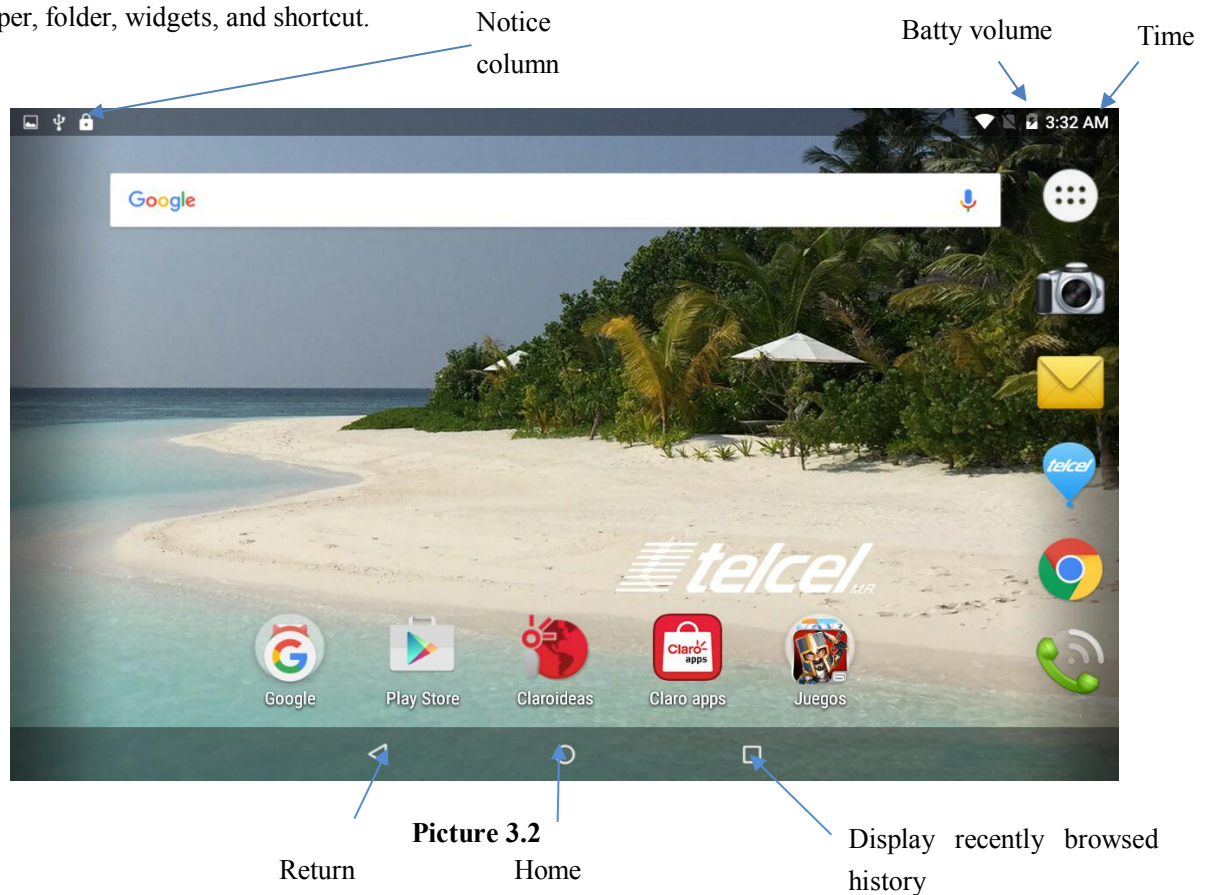 per, folder, widgets, and shortcut.
Notice
column
Batty volume
Time
3:32 AM
Google
telcel
telcel M.R.
Claro-
apps
Google
Play Store
Claroideas
Claro apps
Juegos
Picture 3.2
Return
Home
Display recently browsed
history